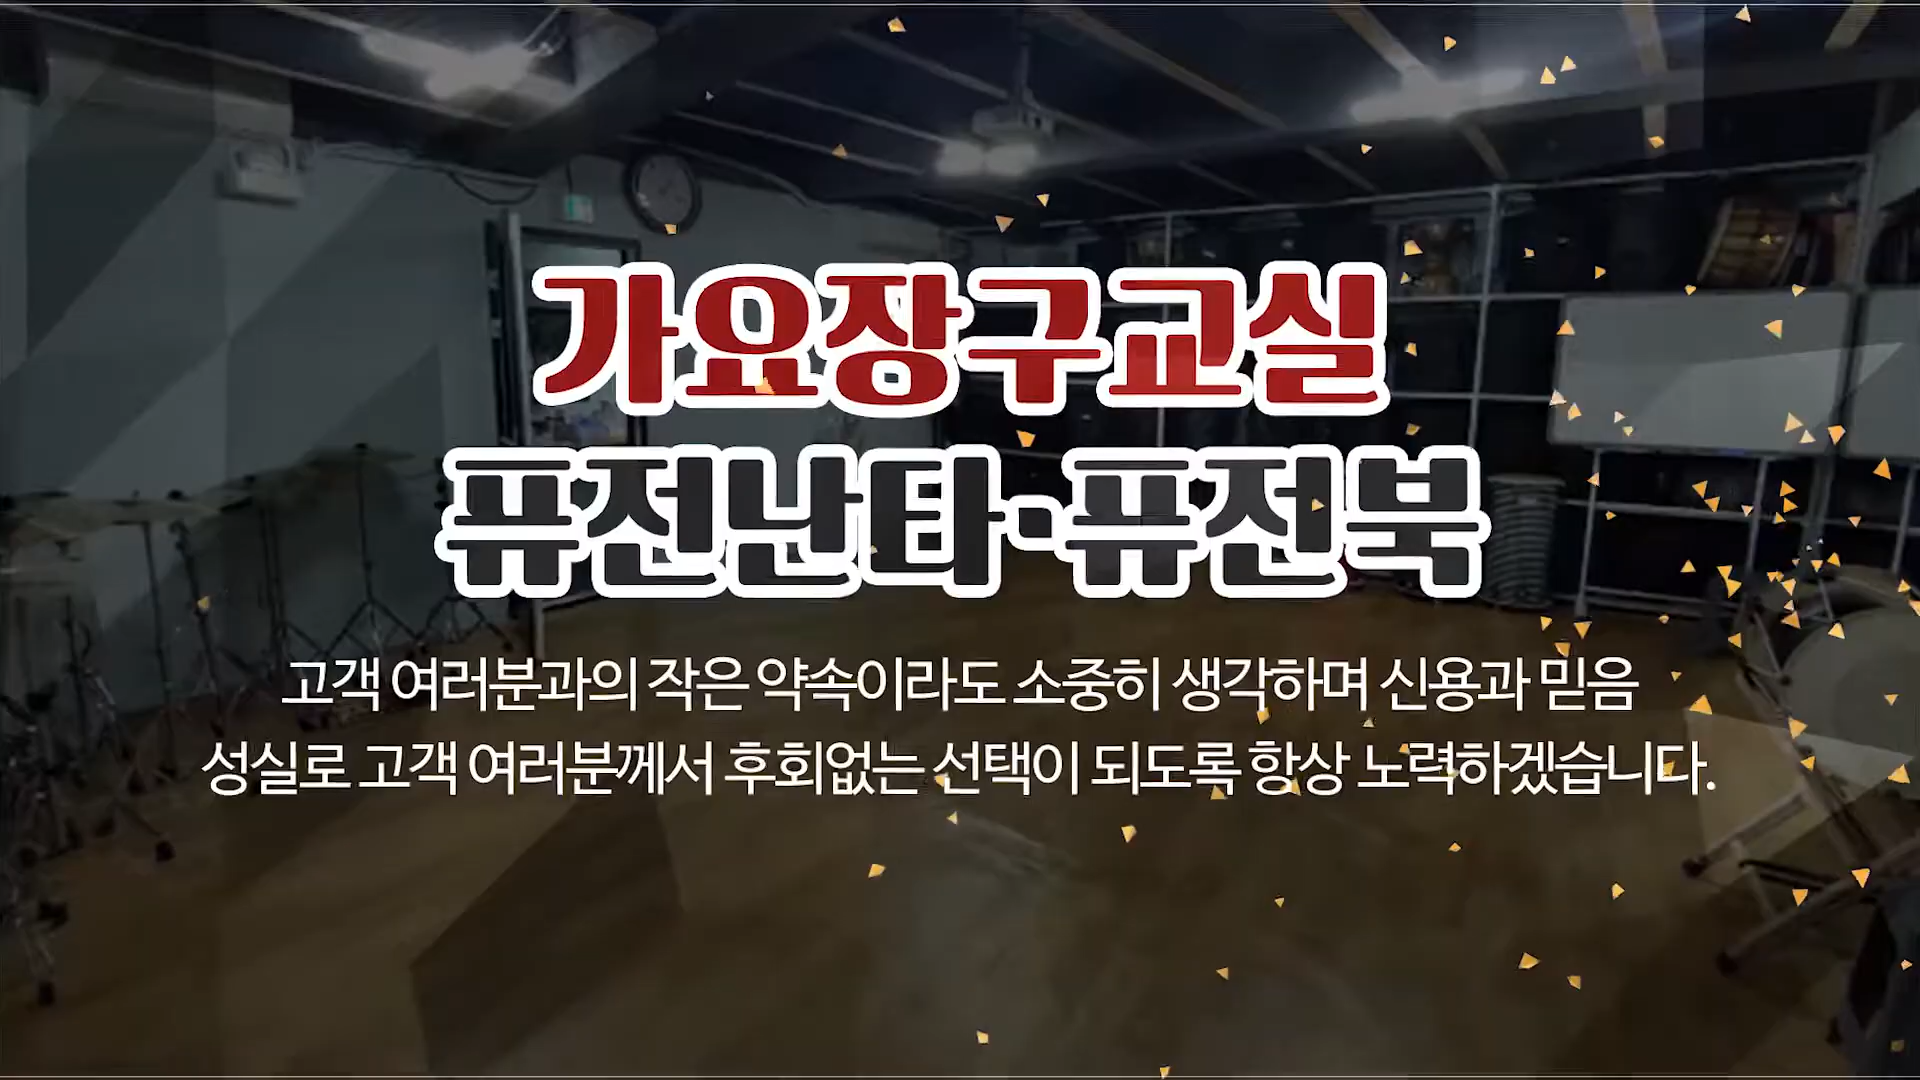 가요장구교실
퓨전난타·퓨전북
고객 여러분과의 작은 약속이라도 소중히 생각하며 신용과 믿음
성실로 고객 여러분께서 후회없는 선택이 되도록 항상 노력하겠습니다.